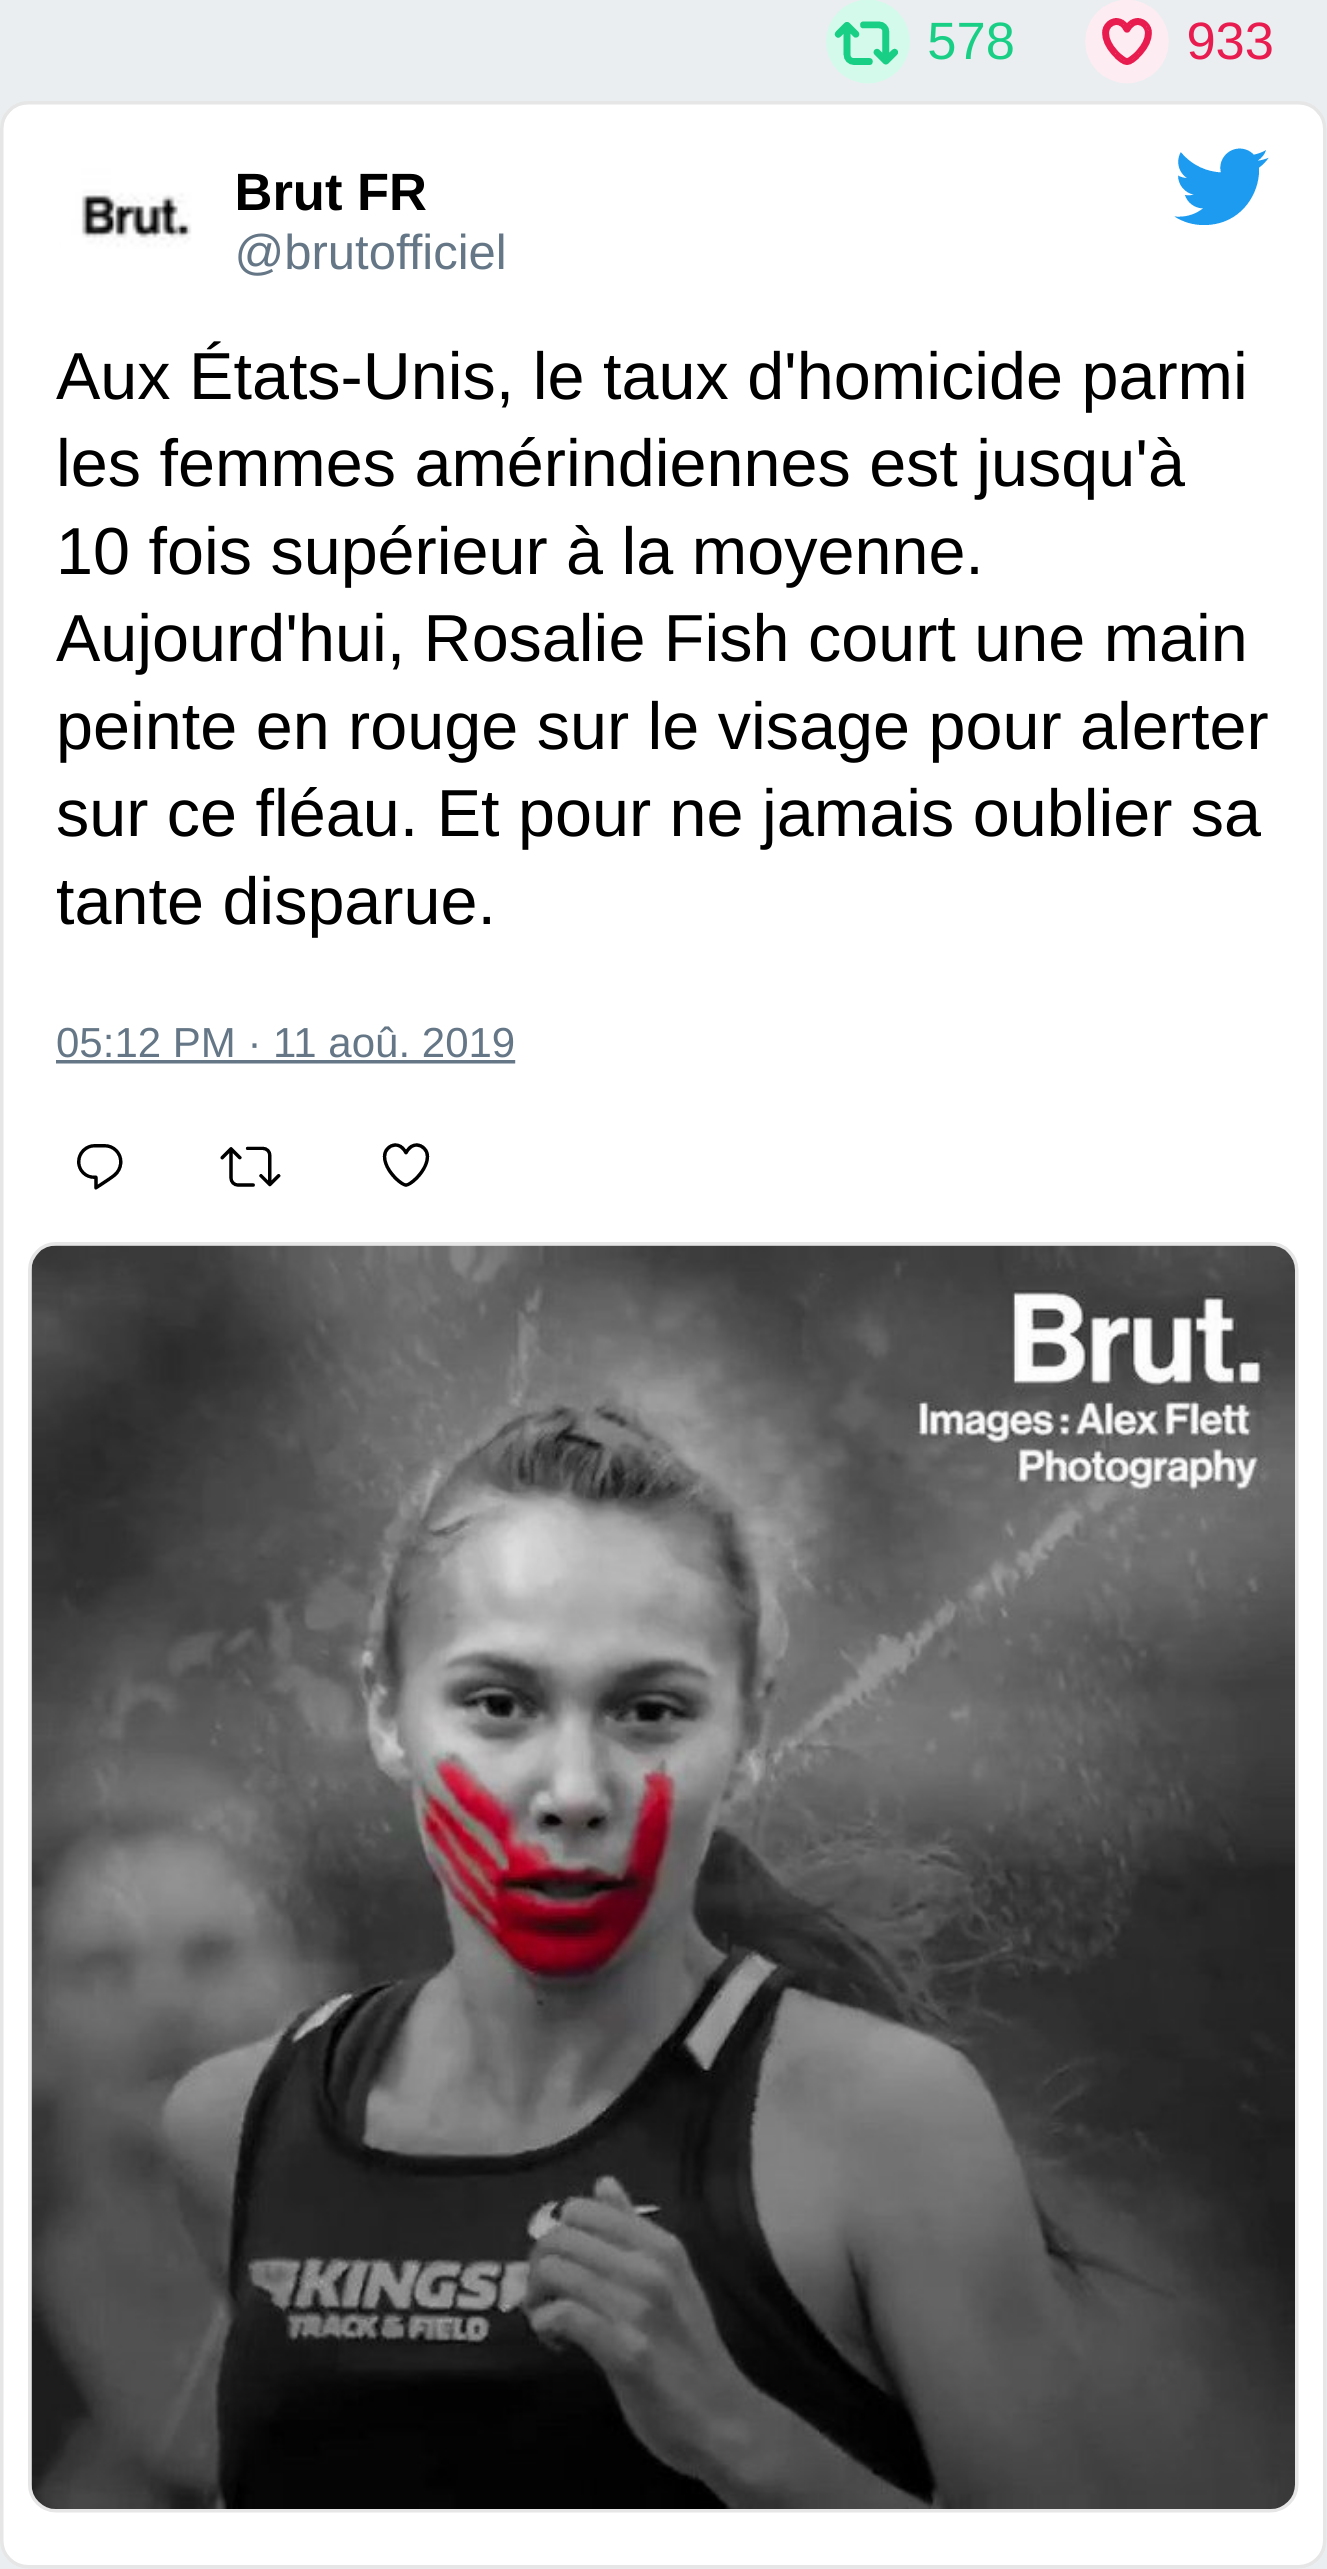 578 933
Brut.
Brut FR
@brutofficiel
Aux États-Unis, le taux d'homicide parmi
les femmes amérindiennes est jusqu'à
10 fois supérieur à la moyenne.
Aujourd'hui, Rosalie Fish court une main
peinte en rouge sur le visage pour alerter
sur ce fléau. Et pour ne jamais oublier sa
tante disparue.
05:12 PM · 11 aoû. 2019
Brut.
Images : Alex Flett
Photography
KINGS
TRACK & FIELD